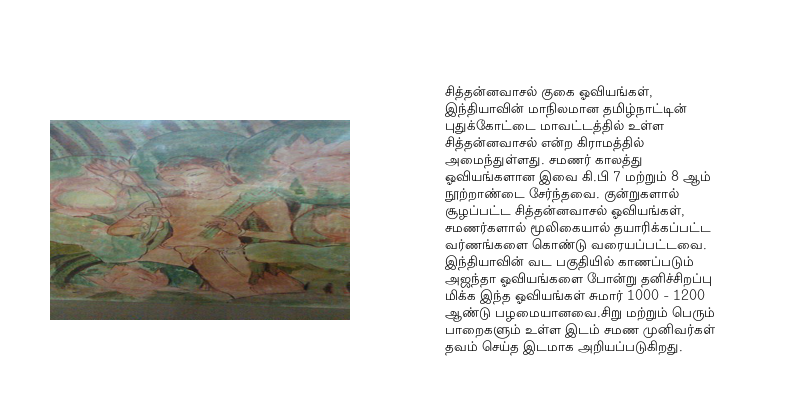 சித்தன்னவாசல் குகை ஓவியங்கள்,
இந்தியாவின் மாநிலமான தமிழ்நாட்டின்
புதுக்கோட்டை மாவட்டத்தில் உள்ள
சித்தன்னவாசல் என்ற கிராமத்தில்
அமைந்துள்ளது. சமணர் காலத்து
ஓவியங்களான இவை கி.பி 7 மற்றும் 8 ஆம்
நூற்றாண்டை சேர்ந்தவை. குன்றுகளால்
சூழப்பட்ட சித்தன்னவாசல் ஓவியங்கள்,
சமணர்களால் மூலிகையால் தயாரிக்கப்பட்ட
வர்ணங்களை கொண்டு வரையப்பட்டவை.
இந்தியாவின் வட பகுதியில் காணப்படும்
அஜந்தா ஓவியங்களை போன்று தனிச்சிறப்பு
மிக்க இந்த ஓவியங்கள் சுமார் 1000 - 1200
ஆண்டு பழமையானவை.சிறு மற்றும் பெரும்
பாறைகளும் உள்ள இடம் சமண முனிவர்கள்
தவம் செய்த இடமாக அறியப்படுகிறது.